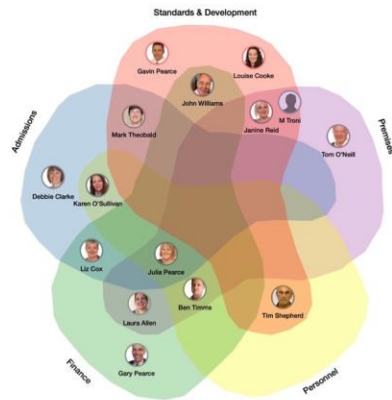 Standards & Development
Gavin Pearce
Louise Cooke
John Williams
M Troni
Mark Theobald
Janine Reid
Admissions
Premises
Tom O'Neill
Debbie Clarke
Karen O'Sullivan
Liz Cox
Julia Pearce
Ben Timms
Tim Shepherd
Laura Allen
Gary Pearce
Finance
Personnel